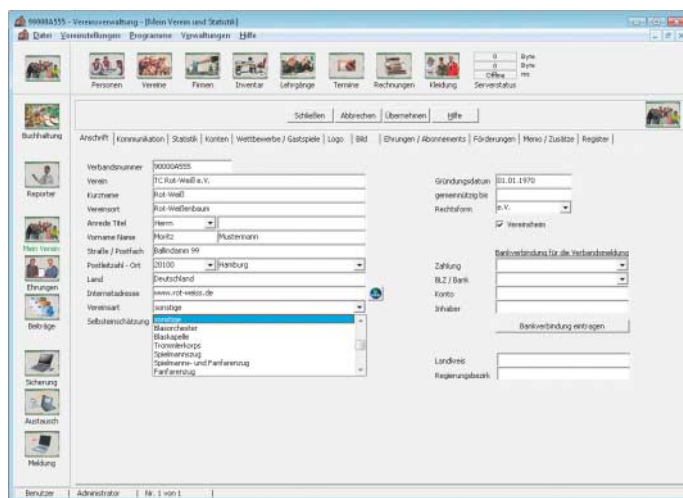 90000A555 - Vereinsverwaltung - [Mein Verein und Statistik]
Datei Voreinstellungen Programme Verwaltungen Hilfe
Personen Vereine Firmen Inventar Lehrgänge Termine Rechnungen Kleidung Serverstatus
0 Byte
0 Byte
Offline ms
Schließen Abbrechen Übernehmen Hilfe
Buchhaltung
Anschrift Kommunikation Statistik Konten Wettbewerbe / Gastspiele Logo Bild Ehrungen / Abonnements Förderungen Memo / Zusätze Register
Verbandsnummer 90000A555
Verein TC Rot-Weiß e.V. Gründungsdatum 01.01.1970
Kurzname Rot-Weiß gemeinnützig bis
Reporter
Vereinsort Rot-Weißenbaum Rechtsform e.V.
Anrede Titel Herrn Vereinsheim
Vorname Name Moritz Mustermann
Mein Verein
Straße / Postfach Ballindamm 99 Bankverbindung für die Verbandsmeldung
Postleitzahl - Ort 20100 Hamburg Zahlung
Land Deutschland BLZ / Bank
Ehrungen
Internetadresse www.rot-weiss.de Konto
Vereinsart sonstige Inhaber
Selbsteinschätzung sonstige
Beiträge
Blasorchester Bankverbindung eintragen
Blaskapelle
Trommlerkorps
Spielmannszug
Spielmanns- und Fanfarenzug Landkreis
Fanfarenzug Regierungsbezirk
Sicherung
Austausch
Meldung
Benutzer Administrator Nr. 1 von 1